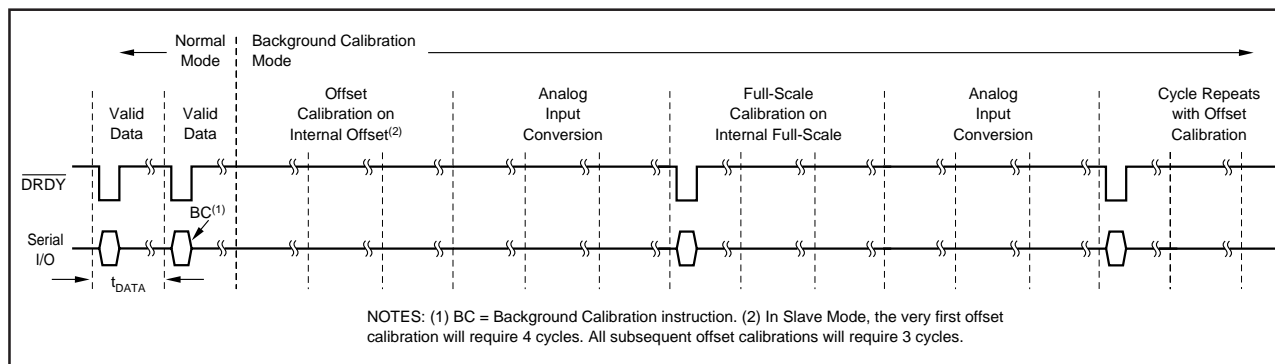 Normal
Mode
Background Calibration
Mode
Valid
Data
Valid
Data
Offset
Calibration on
Internal Offset(2)
Analog
Input
Conversion
Full-Scale
Calibration on
Internal Full-Scale
Analog
Input
Conversion
Cycle Repeats
with Offset
Calibration
DRDY
BC(1)
Serial
I/O
tDATA
NOTES: (1) BC = Background Calibration instruction. (2) In Slave Mode, the very first offset
calibration will require 4 cycles. All subsequent offset calibrations will require 3 cycles.